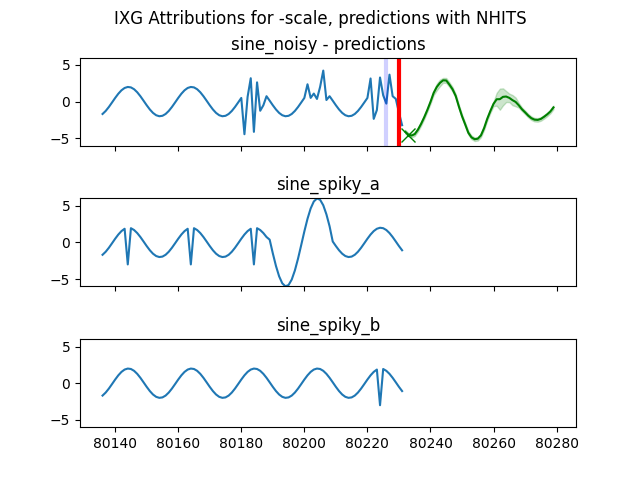 IXG Attributions for -scale, predictions with NHITS
sine_noisy - predictions
5
0
−5
sine_spiky_a
5
0
−5
sine_spiky_b
5
0
−5
80140 80160 80180 80200 80220 80240 80260 80280